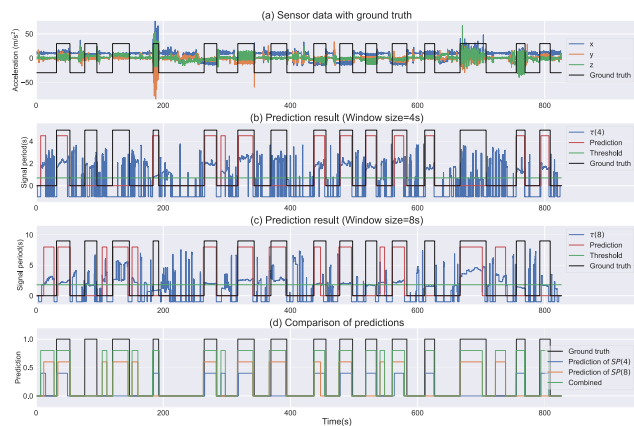 (a) Sensor data with ground truth
Acceleration (m/s²)
50
0
−50
x
y
z
Ground truth
0 200 400 600 800
(b) Prediction result (Window size=4s)
Signal period(s)
4
2
0
τ(4)
Prediction
Threshold
Ground truth
0 200 400 600 800
(c) Prediction result (Window size=8s)
Signal period(s)
10
5
0
τ(8)
Prediction
Threshold
Ground truth
0 200 400 600 800
(d) Comparison of predictions
Prediction
1.0
0.5
0.0
Ground truth
Prediction of SP(4)
Prediction of SP(8)
Combined
0 200 400 600 800
Time(s)